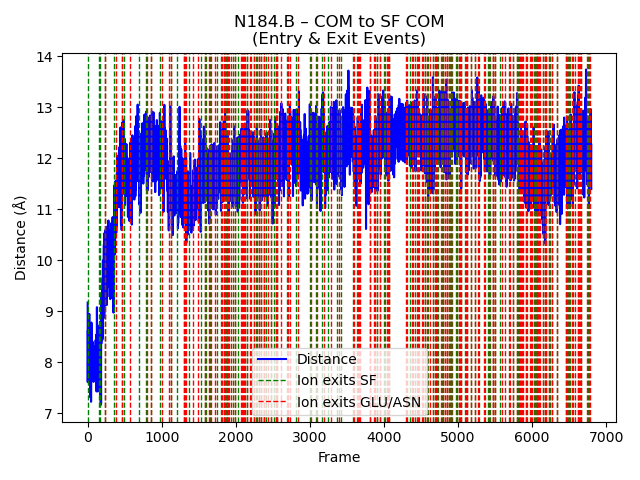 N184.B – COM to SF COM
(Entry & Exit Events)
14
13
12
11
10
9
8
7
Distance (Å)
Distance
Ion exits SF
Ion exits GLU/ASN
0 1000 2000 3000 4000 5000 6000 7000
Frame